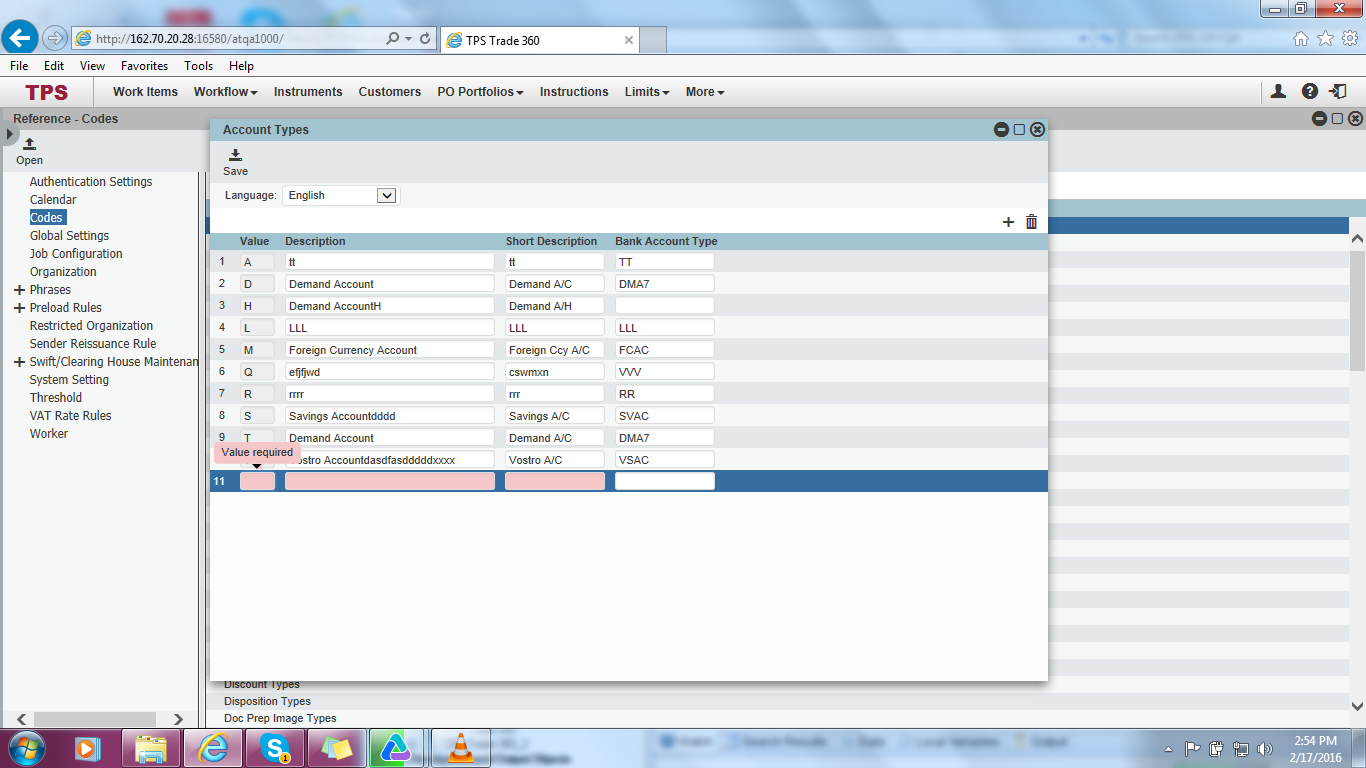 http://162.70.20.28:16580/atqa1000/
TPS Trade 360
File Edit View Favorites Tools Help
TPS Work Items Workflow Instruments Customers PO Portfolios Instructions Limits More
Reference - Codes
Open
Authentication Settings
Calendar
Codes
Global Settings
Job Configuration
Organization
Phrases
Preload Rules
Restricted Organization
Sender Reissuance Rule
Swift/Clearing House Maintenan
System Setting
Threshold
VAT Rate Rules
Worker
Account Types
Save
Language: English
Value Description Short Description Bank Account Type
1 A tt tt TT
2 D Demand Account Demand A/C DMA7
3 H Demand AccountH Demand A/H
4 L LLL LLL LLL
5 M Foreign Currency Account Foreign Ccy A/C FCAC
6 Q efjfjwd cswmxn VVV
7 R rrrr rrr RR
8 S Savings Accountdddd Savings A/C SVAC
9 T Demand Account Demand A/C DMA7
Value required
ostro Accountdasdfasdddddxxxx Vostro A/C VSAC
11
Discount Types
Disposition Types
Doc Prep Image Types
1
2:54 PM
2/17/2016